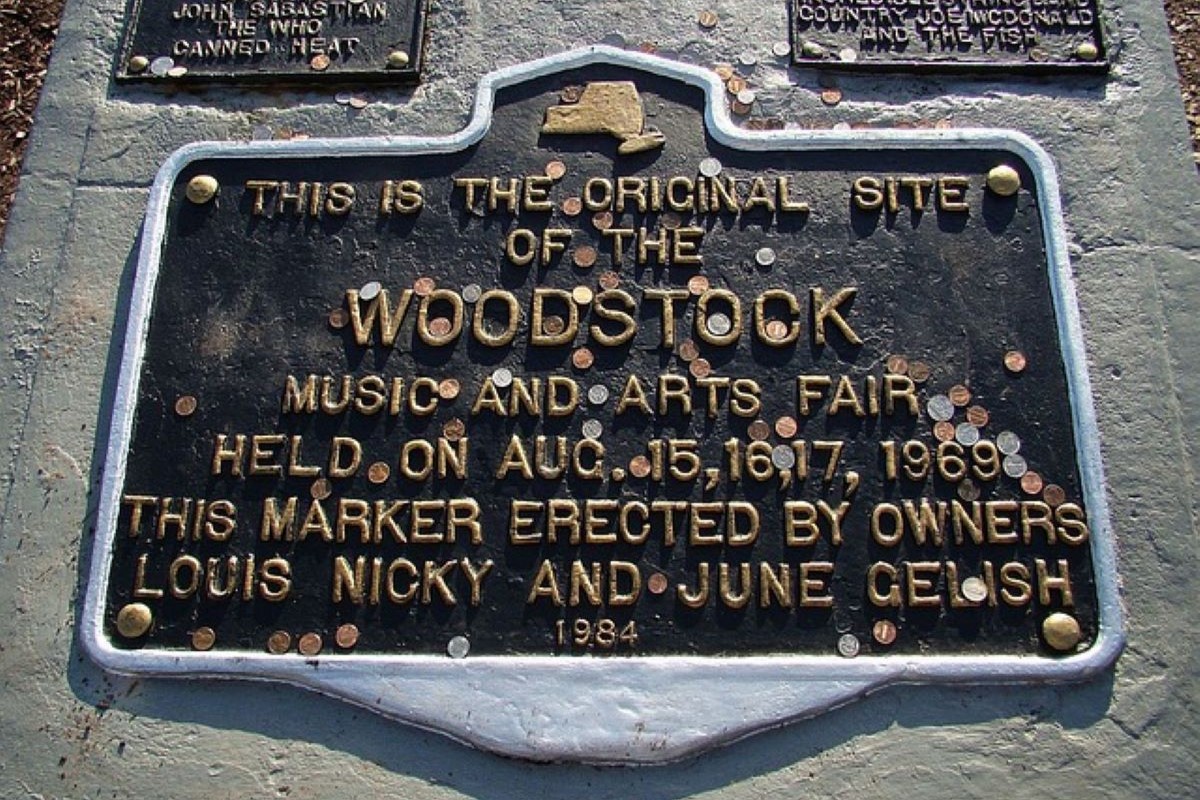 JOHN SABASTIAN
THE WHO
CANNED HEAT
COUNTRY JOE MCDONALD
AND THE FISH
THIS IS THE ORIGINAL SITE
OF THE
WOODSTOCK
MUSIC AND ARTS FAIR
HELD ON AUG. 15,16,17, 1969
THIS MARKER ERECTED BY OWNERS
LOUIS NICKY AND JUNE GELISH
1984